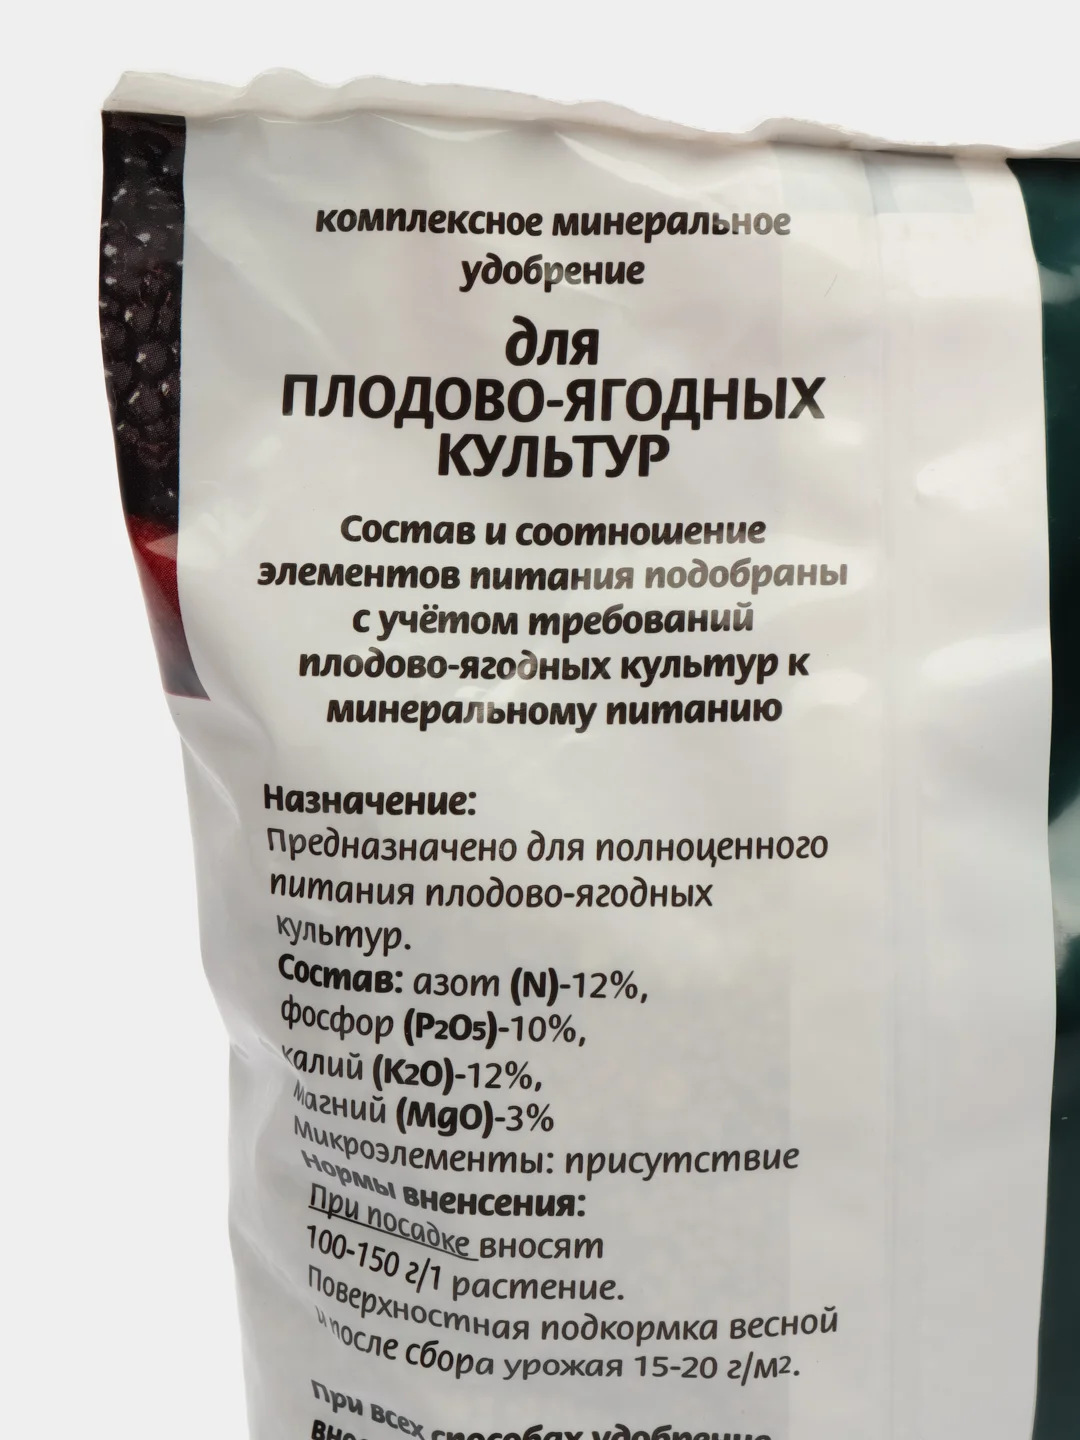 комплексное минеральное
удобрение
для
ПЛОДОВО-ЯГОДНЫХ
КУЛЬТУР
Состав и соотношение
элементов питания подобраны
с учётом требований
плодово-ягодных культур к
минеральному питанию
Назначение:
Предназначено для полноценного
питания плодово-ягодных
культур.
Состав: азот (N)-12%,
фосфор (P2O5)-10%,
калий (K2O)-12%,
магний (MgO)-3%
Микроэлементы: присутствие
Нормы вненсения:
При посадке вносят
100-150 г/1 растение.
Поверхностная подкормка весной
и после сбора урожая 15-20 г/м2.
При всех способах удобрение